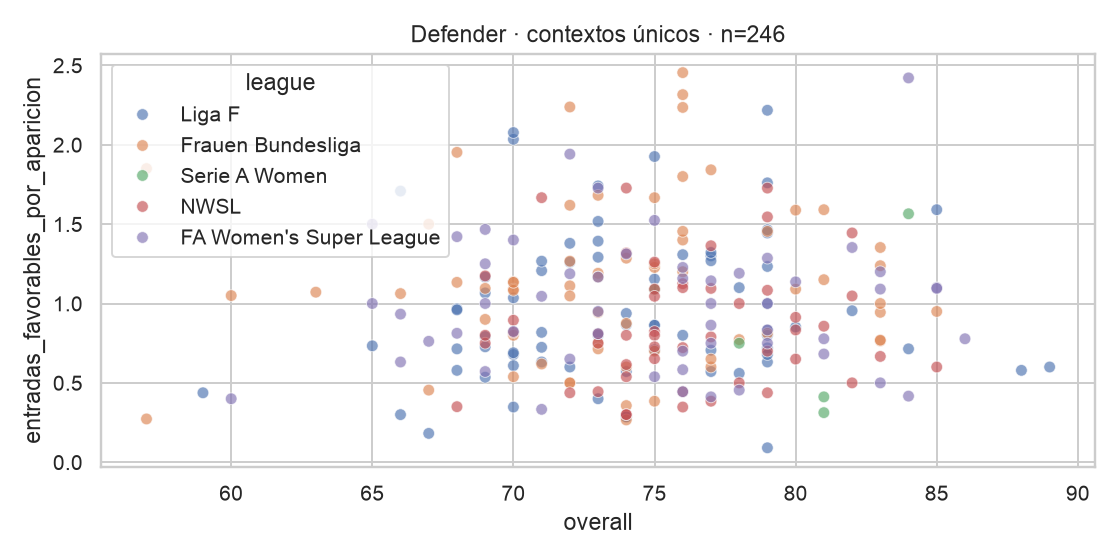 Defender · contextos únicos · n=246
entradas_favorables_por_aparicion
2.5
2.0
1.5
1.0
0.5
0.0
league
Liga F
Frauen Bundesliga
Serie A Women
NWSL
FA Women's Super League
60 65 70 75 80 85 90
overall